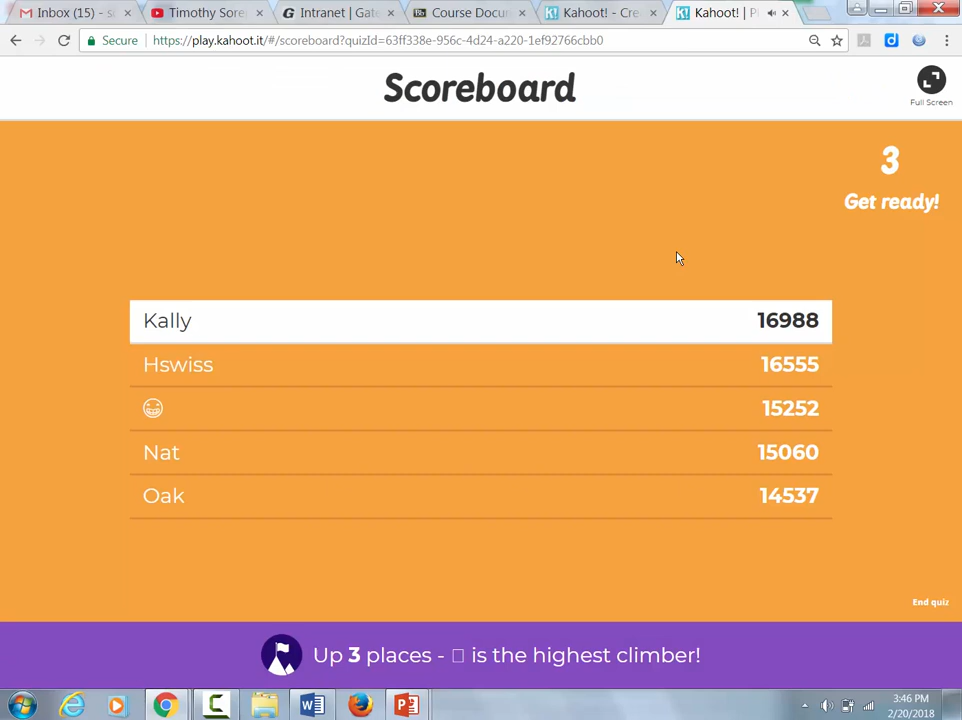 Inbox (15) - si
Timothy Sore
Intranet | Gate
Course Docu
Kahoot! - Cre
Kahoot! | P
Secure
https://play.kahoot.it/#/scoreboard?quizId=63ff338e-956c-4d24-a220-1ef92766cbb0
Scoreboard
Full Screen
3
Get ready!
Kally 16988
Hswiss 16555
😁 15252
Nat 15060
Oak 14537
End quiz
Up 3 places - ▯ is the highest climber!
3:46 PM
2/20/2018